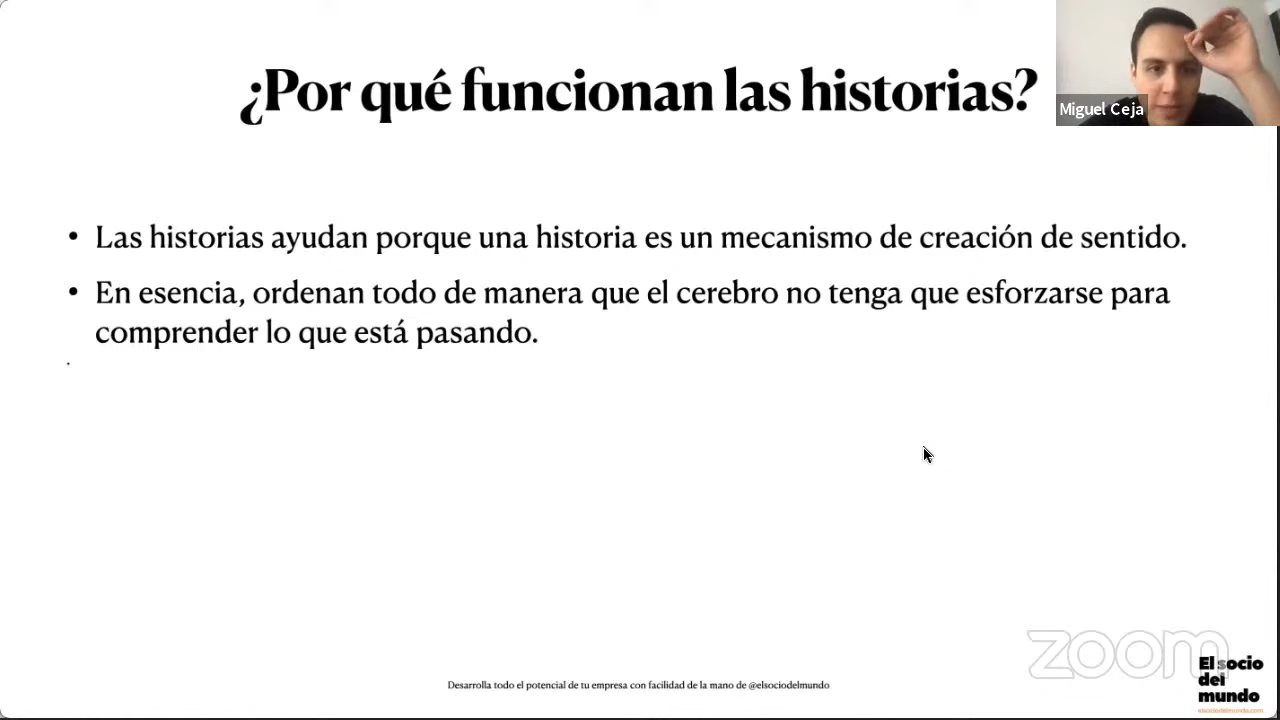 ¿Por qué funcionan las historias?
Miguel Ceja
• Las historias ayudan porque una historia es un mecanismo de creación de sentido.
• En esencia, ordenan todo de manera que el cerebro no tenga que esforzarse para
comprender lo que está pasando.
zoom
El socio
del
mundo
Desarrolla todo el potencial de tu empresa con facilidad de la mano de @elsociodelmundo
elsociodelmundo.com